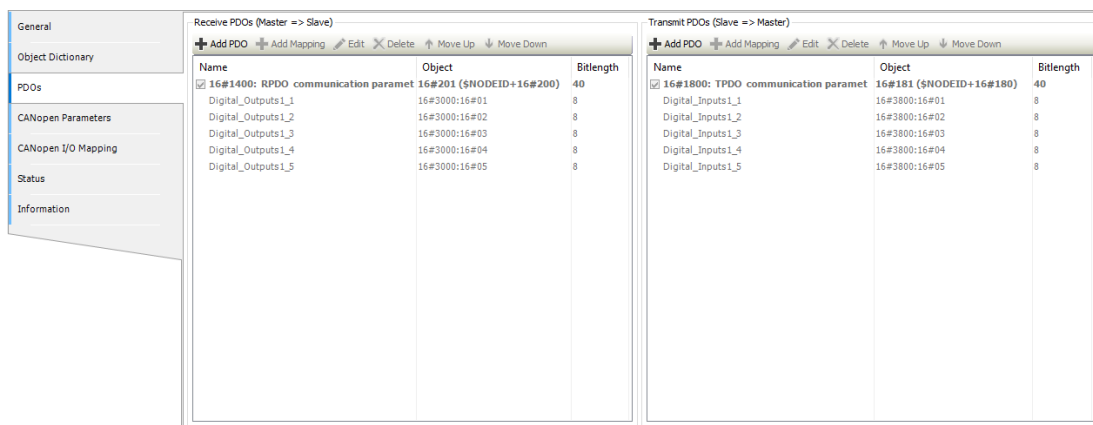 General
Object Dictionary
PDOs
CANopen Parameters
CANopen I/O Mapping
Status
Information
Receive PDOs (Master => Slave)
Add PDO Add Mapping Edit Delete Move Up Move Down
Name Object Bitlength
16#1400: RPDO communication paramet 16#201 ($NODEID+16#200) 40
Digital_Outputs1_1 16#3000:16#01 8
Digital_Outputs1_2 16#3000:16#02 8
Digital_Outputs1_3 16#3000:16#03 8
Digital_Outputs1_4 16#3000:16#04 8
Digital_Outputs1_5 16#3000:16#05 8
Transmit PDOs (Slave => Master)
Add PDO Add Mapping Edit Delete Move Up Move Down
Name Object Bitlength
16#1800: TPDO communication paramet 16#181 ($NODEID+16#180) 40
Digital_Inputs1_1 16#3800:16#01 8
Digital_Inputs1_2 16#3800:16#02 8
Digital_Inputs1_3 16#3800:16#03 8
Digital_Inputs1_4 16#3800:16#04 8
Digital_Inputs1_5 16#3800:16#05 8